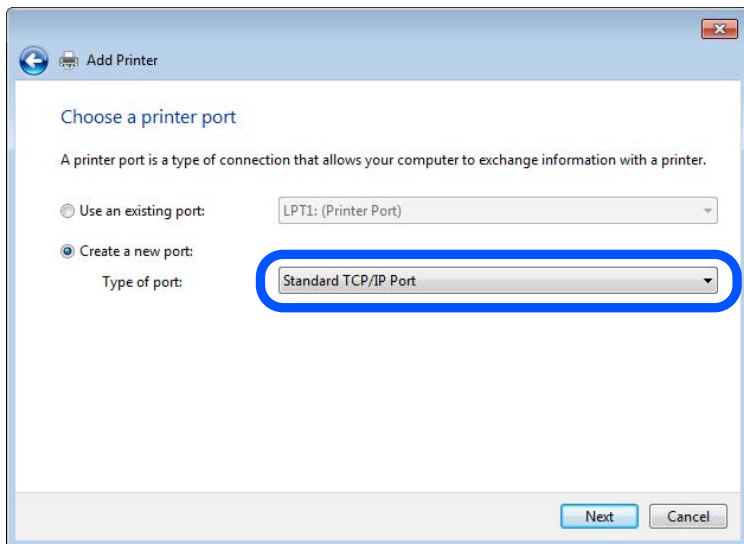 Add Printer
Choose a printer port
A printer port is a type of connection that allows your computer to exchange information with a printer.
Use an existing port: LPT1: (Printer Port)
Create a new port:
Type of port: Standard TCP/IP Port
Next Cancel